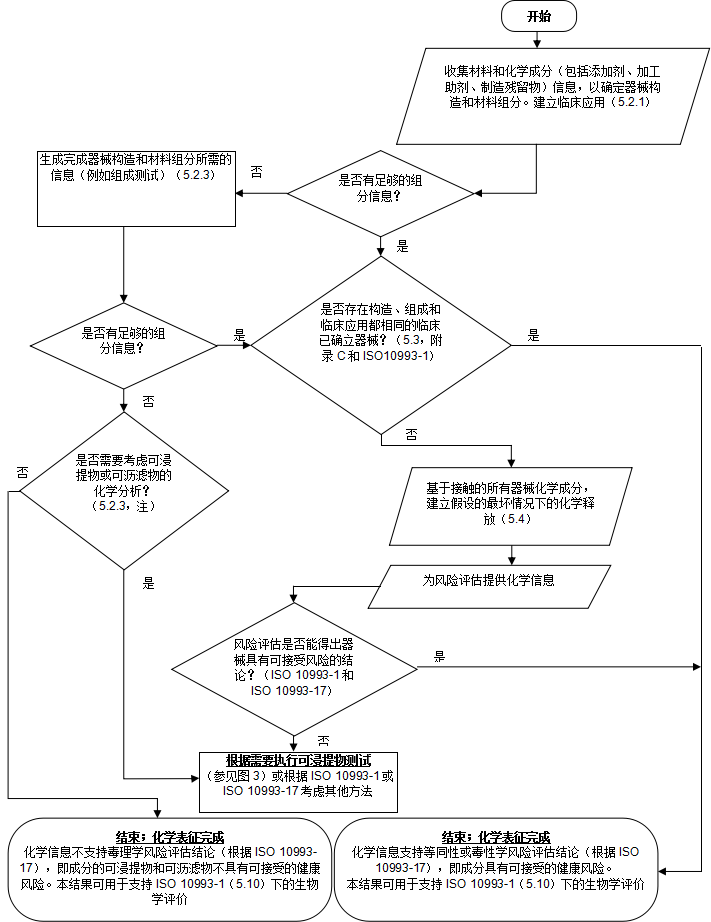 开始
收集材料和化学成分（包括添加剂、加工
助剂、制造残留物）信息，以确定器械构
造和材料组分。建立临床应用（5.2.1）
生成完成器械构造和材料组分所需的
信息（例如组成测试）（5.2.3）
否
是否有足够的组
分信息？
是
是否有足够的组
分信息？
是
是否存在构造、组成和
临床应用都相同的临床
已确立器械？（5.3，附
录 C 和 ISO10993-1）
是
否
否
是否需要考虑可浸
提物或可沥滤物的
化学分析？
（5.2.3，注）
否
是
基于接触的所有器械化学成分，
建立假设的最坏情况下的化学释
放（5.4）
为风险评估提供化学信息
风险评估是否能得出器
械具有可接受风险的结
论？（ISO 10993-1 和
ISO 10993-17）
是
否
根据需要执行可浸提物测试
（参见图 3）或根据 ISO 10993-1 或
ISO 10993-17 考虑其他方法
结束；化学表征完成
化学信息不支持毒理学风险评估结论（根据 ISO 10993-
17），即成分的可浸提物和可历滤物不具有可接受的健康
风险。本结果可用于支持 ISO 10993-1（5.10）下的生物
学评价
结束；化学表征完成
化学信息支持等同性或毒性学风险评估结论（根据 ISO
10993-17），即成分具有可接受的健康风险。
本结果可用于支持 ISO 10993-1（5.10）下的生物学评价